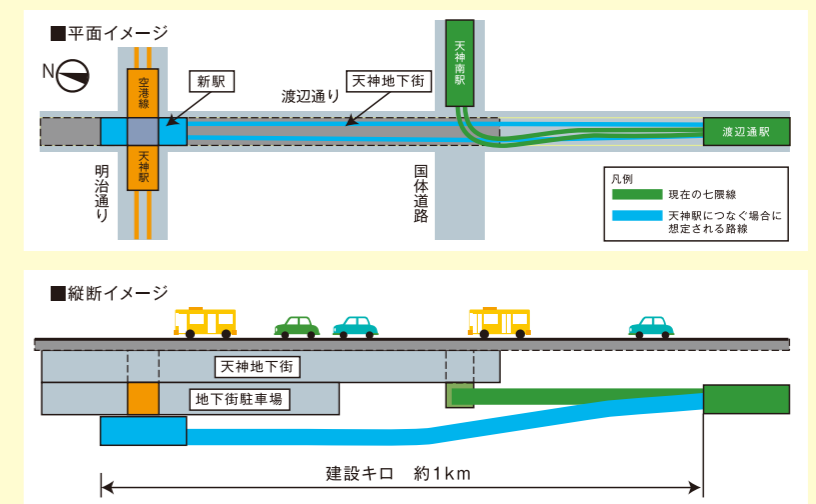 ■平面イメージ
N
空港線
天神駅
新駅
渡辺通り
天神地下街
天神南駅
渡辺通駅
明治通り
国体道路
凡例
現在の七隈線
天神駅につなぐ場合に
想定される路線
■縦断イメージ
天神地下街
地下街駐車場
建設キロ 約1km